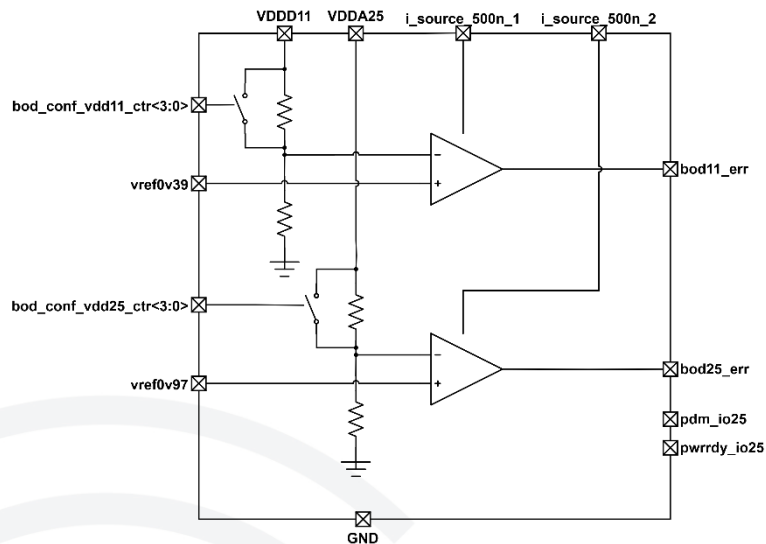 VDDD11
VDDA25
i_source_500n_1
i_source_500n_2
bod_conf_vdd11_ctr<3:0>
vref0v39
bod11_err
bod_conf_vdd25_ctr<3:0>
vref0v97
bod25_err
pdm_io25
pwrrdy_io25
GND